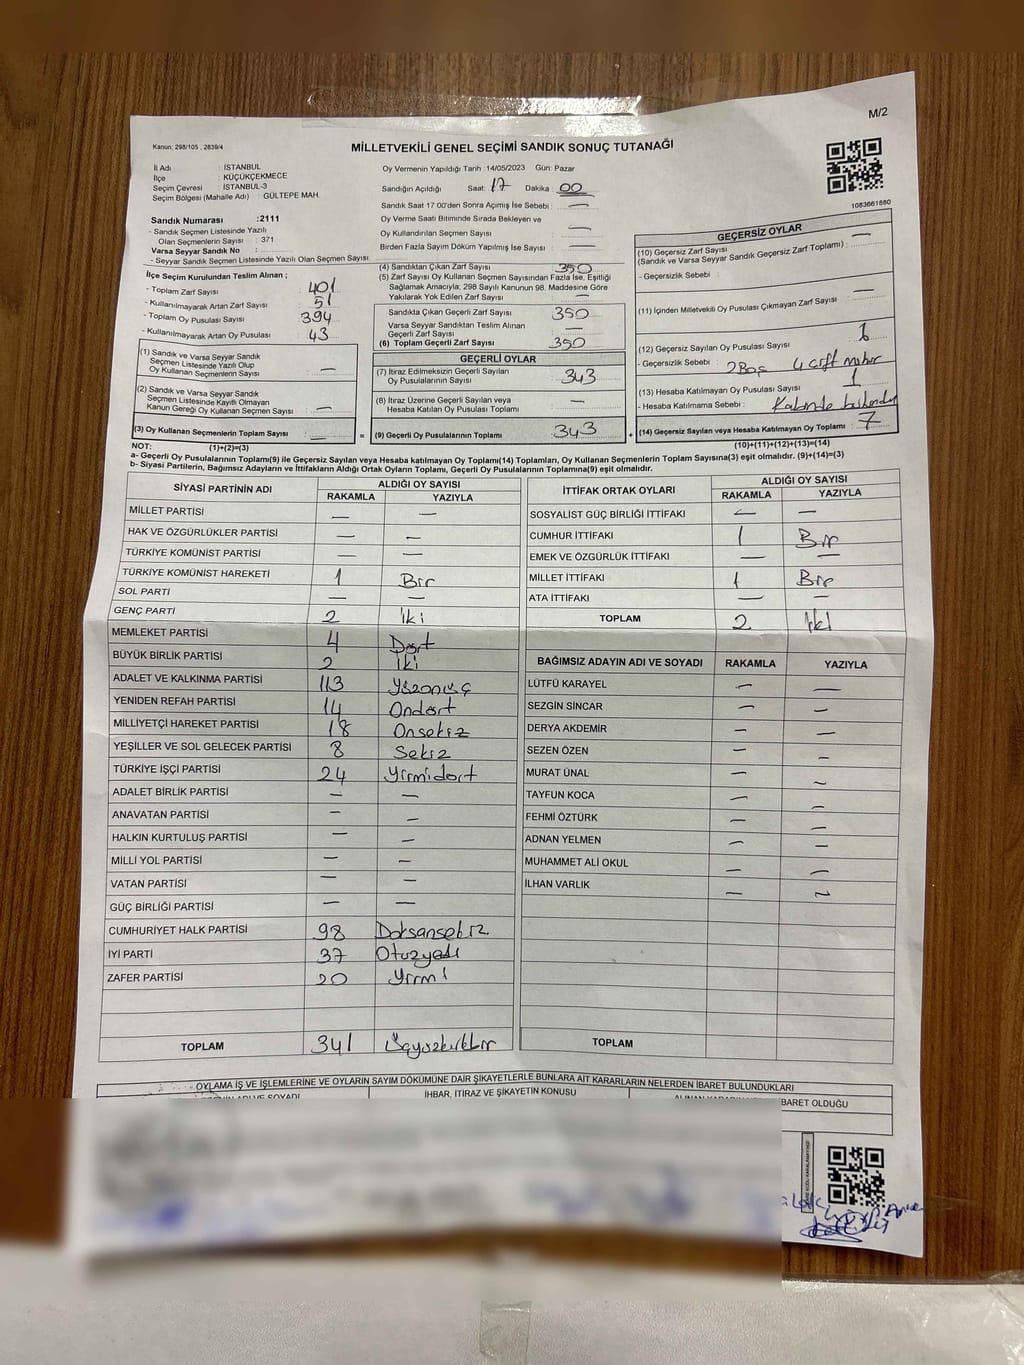 M/2
Kanun; 298/105 , 2839/4
MİLLETVEKİLİ GENEL SEÇİMİ SANDIK SONUÇ TUTANAĞI
İl Adı : İSTANBUL
İlçe : KÜÇÜKÇEKMECE
Seçim Çevresi : İSTANBUL-3
Seçim Bölgesi (Mahalle Adı) : GÜLTEPE MAH.
Sandık Numarası : 2111
- Sandık Seçmen Listesinde Yazılı
Olan Seçmenlerin Sayısı : 371
Varsa Seyyar Sandık No :
- Seyyar Sandık Seçmen Listesinde Yazılı Olan Seçmen Sayısı
İlçe Seçim Kurulundan Teslim Alınan ;
- Toplam Zarf Sayısı : 401
- Kullanılmayarak Artan Zarf Sayısı : 51
- Toplam Oy Pusulası Sayısı : 394
- Kullanılmayarak Artan Oy Pusulası : 43
(1) Sandık ve Varsa Seyyar Sandık
Seçmen Listesinde Yazılı Olup
Oy Kullanan Seçmenlerin Sayısı : —
(2) Sandık ve Varsa Seyyar Sandık
Seçmen Listesinde Kayıtlı Olmayan
Kanun Gereği Oy Kullanan Seçmen Sayısı : —
(3) Oy Kullanan Seçmenlerin Toplam Sayısı : —
(1)+(2)=(3)
Oy Vermenin Yapıldığı Tarih :14/05/2023 Gün: Pazar
Sandığın Açıldığı Saat: 17 Dakika : 00
Sandık Saat 17 00'den Sonra Açımış İse Sebebi : —
Oy Verme Saati Bitiminde Sırada Bekleyen ve
Oy Kullandırılan Seçmen Sayısı : —
Birden Fazla Sayım Döküm Yapılmış İse Sayısı : —
(4) Sandıktan Çıkan Zarf Sayısı : 350
(5) Zarf Sayısı Oy Kullanan Seçmen Sayısından Fazla İse, Eşitliği
Sağlamak Amacıyla; 298 Sayılı Kanunun 98. Maddesine Göre
Yakılarak Yok Edilen Zarf Sayısı : —
Sandıkta Çıkan Geçerli Zarf Sayısı : 350
Varsa Seyyar Sandıktan Teslim Alınan
Geçerli Zarf Sayısı : —
(6) Toplam Geçerli Zarf Sayısı : 350
GEÇERLİ OYLAR
(7) İtiraz Edilmeksizin Geçerli Sayılan
Oy Pusulalarının Sayısı : 343
(8) İtiraz Üzerine Geçerli Sayılan veya
Hesaba Katılan Oy Pusulası Toplamı : —
= (9) Geçerli Oy Pusulalarının Toplamı : 343
1083661880
GEÇERSİZ OYLAR
(10) Geçersiz Zarf Sayısı
(Sandık ve Varsa Seyyar Sandık Geçersiz Zarf Toplamı) : —
- Geçersizlik Sebebi :
(11) İçinden Milletvekili Oy Pusulası Çıkmayan Zarf Sayısı : —
(12) Geçersiz Sayılan Oy Pusulası Sayısı : 6
- Geçersizlik Sebebi : 2Boş 4 çift mühür
(13) Hesaba Katılmayan Oy Pusulası Sayısı : 1
- Hesaba Katılmama Sebebi :
+ (14) Geçersiz Sayılan veya Hesaba Katılmayan Oy Toplamı : 7
(10)+(11)+(12)+(13)=(14)
NOT:
a- Geçerli Oy Pusulasının Toplamı(9) ile Geçersiz Sayılan veya Hesaba katılmayan Oy Toplamı(14) Toplamları, Oy Kullanan Seçmenlerin Toplam Sayısına(3) eşit olmalıdır. (9)+(14)=(3)
b- Siyasi Partilerin, Bağımsız Adayların ve İttifakların Aldığı Ortak Oyların Toplamı, Geçerli Oy Pusulalarının Toplamına(9) eşit olmalıdır.
SİYASİ PARTİNİN ADI ALDIĞI OY SAYISI
RAKAMLA YAZIYLA
MİLLET PARTİSİ — —
HAK VE ÖZGÜRLÜKLER PARTİSİ — —
TÜRKİYE KOMÜNİST PARTİSİ — —
TÜRKİYE KOMÜNİST HAREKETİ 1 Bir
SOL PARTİ — —
GENÇ PARTİ 2 İki
MEMLEKET PARTİSİ 4 Dört
BÜYÜK BİRLİK PARTİSİ 2 İki
ADALET VE KALKINMA PARTİSİ 113 Yüzonüç
YENİDEN REFAH PARTİSİ 14 Ondört
MİLLİYETÇİ HAREKET PARTİSİ 18 Onsekiz
YEŞİLLER VE SOL GELECEK PARTİSİ 8 Sekiz
TÜRKİYE İŞÇİ PARTİSİ 24 Yirmidört
ADALET BİRLİK PARTİSİ — —
ANAVATAN PARTİSİ — —
HALKIN KURTULUŞ PARTİSİ — —
MİLLİ YOL PARTİSİ — —
VATAN PARTİSİ — —
GÜÇ BİRLİĞİ PARTİSİ — —
CUMHURİYET HALK PARTİSİ 98 Doksansekiz
İYİ PARTİ 37 Otuzyedi
ZAFER PARTİSİ 20 Yirmi
TOPLAM 341 Üçyüzkırkbir
İTTİFAK ORTAK OYLARI ALDIĞI OY SAYISI
RAKAMLA YAZIYLA
SOSYALİST GÜÇ BİRLİĞİ İTTİFAKI — —
CUMHUR İTTİFAKI 1 Bir
EMEK VE ÖZGÜRLÜK İTTİFAKI — —
MİLLET İTTİFAKI 1 Bir
ATA İTTİFAKI — —
TOPLAM 2 İki
BAĞIMSIZ ADAYIN ADI VE SOYADI RAKAMLA YAZIYLA
LÜTFÜ KARAYEL — —
SEZGİN SİNCAR — —
DERYA AKDEMİR — —
SEZEN ÖZEN — —
MURAT ÜNAL — —
TAYFUN KOCA — —
FEHMİ ÖZTÜRK — —
ADNAN YELMEN — —
MUHAMMET ALİ OKUL — —
İLHAN VARLIK — —
TOPLAM
OYLAMA İŞ VE İŞLEMLERİNE VE OYLARIN SAYIM DÖKÜMÜNE DAİR ŞİKAYETLERLE BUNLARA AİT KARARLARIN NELERDEN İBARET BULUNDUKLARI
İHBAR, İTİRAZ VE ŞİKAYETİN KONUSU
BARET OLDUĞU